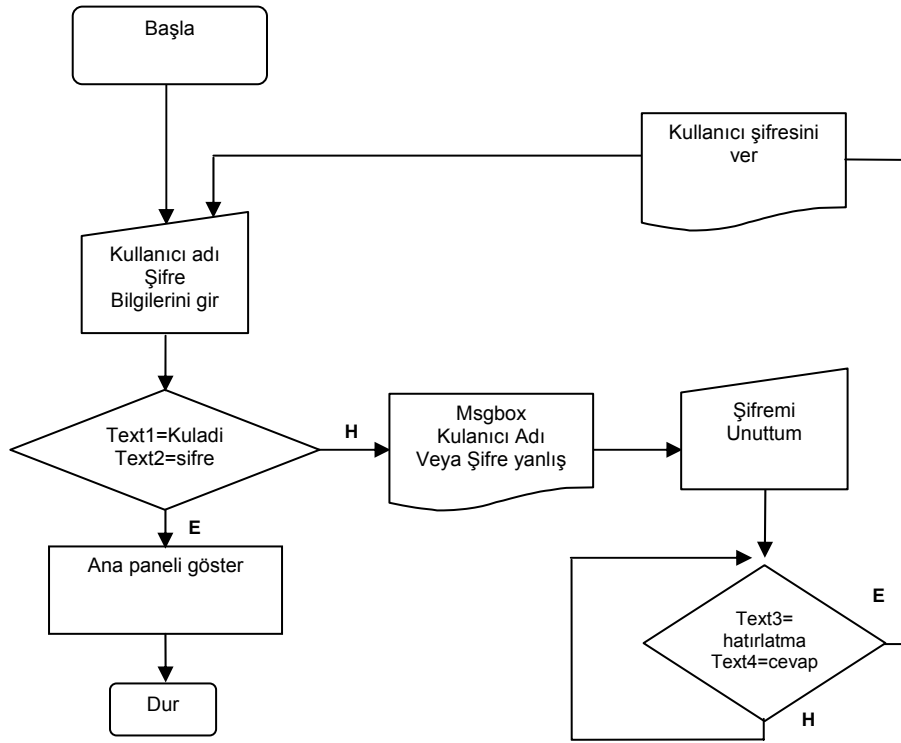 Başla
Kullanıcı şifresini
ver
Kullanıcı adı
Şifre
Bilgilerini gir
Text1=Kuladi
Text2=sifre
H
Msgbox
Kulanıcı Adı
Veya Şifre yanlış
Şifremi
Unuttum
E
Ana paneli göster
Text3=
hatırlatma
Text4=cevap
E
H
Dur